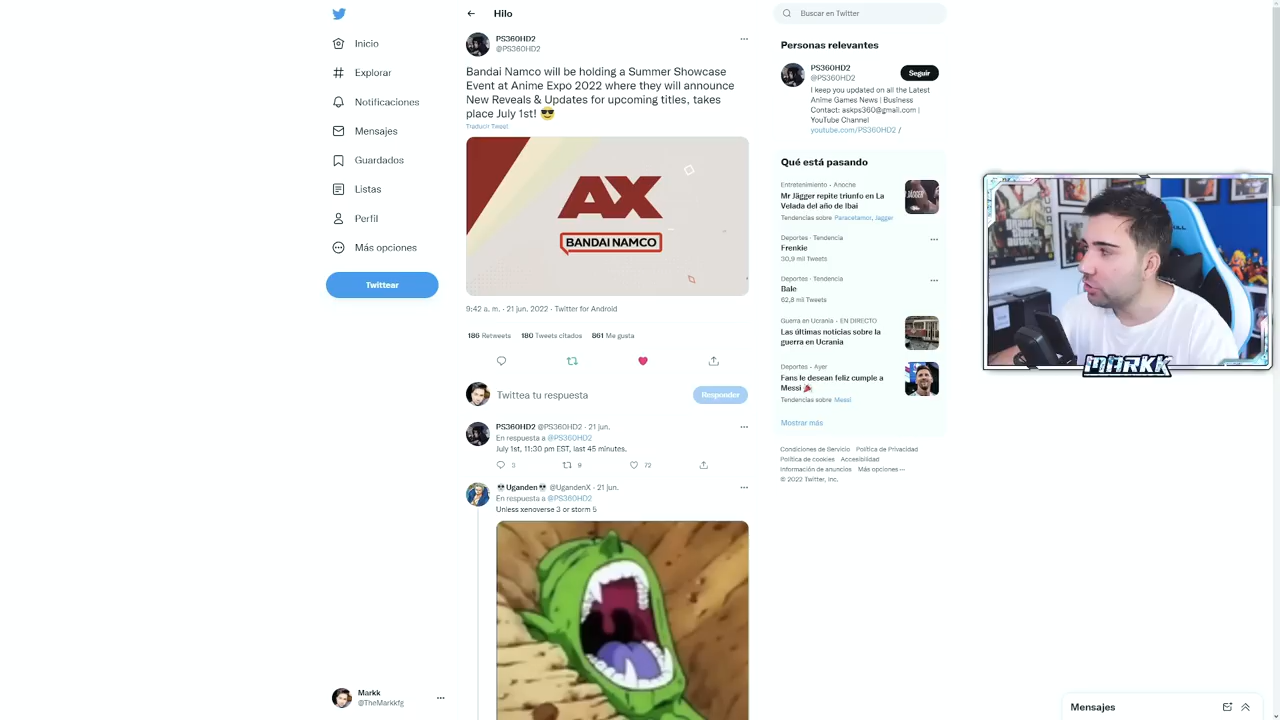 Hilo
Buscar en Twitter
Inicio
Explorar
Notificaciones
Mensajes
Guardados
Listas
Perfil
Más opciones
Twittear
Markk
@TheMarkkfg
PS360HD2
@PS360HD2
Bandai Namco will be holding a Summer Showcase
Event at Anime Expo 2022 where they will announce
New Reveals & Updates for upcoming titles, takes
place July 1st! 😎
Traducir Tweet
AX
BANDAI NAMCO
9:42 a. m. · 21 jun. 2022 · Twitter for Android
186 Retweets 180 Tweets citados 861 Me gusta
Twittea tu respuesta
Responder
PS360HD2 @PS360HD2 · 21 jun.
En respuesta a @PS360HD2
July 1st, 11:30 pm EST, last 45 minutes.
3 9 72
💀Uganden💀 @UgandenX · 21 jun.
En respuesta a @PS360HD2
Unless xenoverse 3 or storm 5
Personas relevantes
PS360HD2
@PS360HD2
Seguir
I keep you updated on all the Latest
Anime Games News | Business
Contact: askps360@gmail.com |
YouTube Channel
youtube.com/PS360HD2 /
Qué está pasando
Entretenimiento · Anoche
Mr Jägger repite triunfo en La
Velada del año de Ibai
Tendencias sobre Paracetamor, Jagger
Deportes · Tendencia
Frenkie
30,9 mil Tweets
Deportes · Tendencia
Bale
62,8 mil Tweets
Guerra en Ucrania · EN DIRECTO
Las últimas noticias sobre la
guerra en Ucrania
Deportes · Ayer
Fans le desean feliz cumple a
Messi 🎉
Tendencias sobre Messi
Mostrar más
Condiciones de Servicio Política de Privacidad
Política de cookies Accesibilidad
Información de anuncios Más opciones ···
© 2022 Twitter, Inc.
MARKK
Mensajes